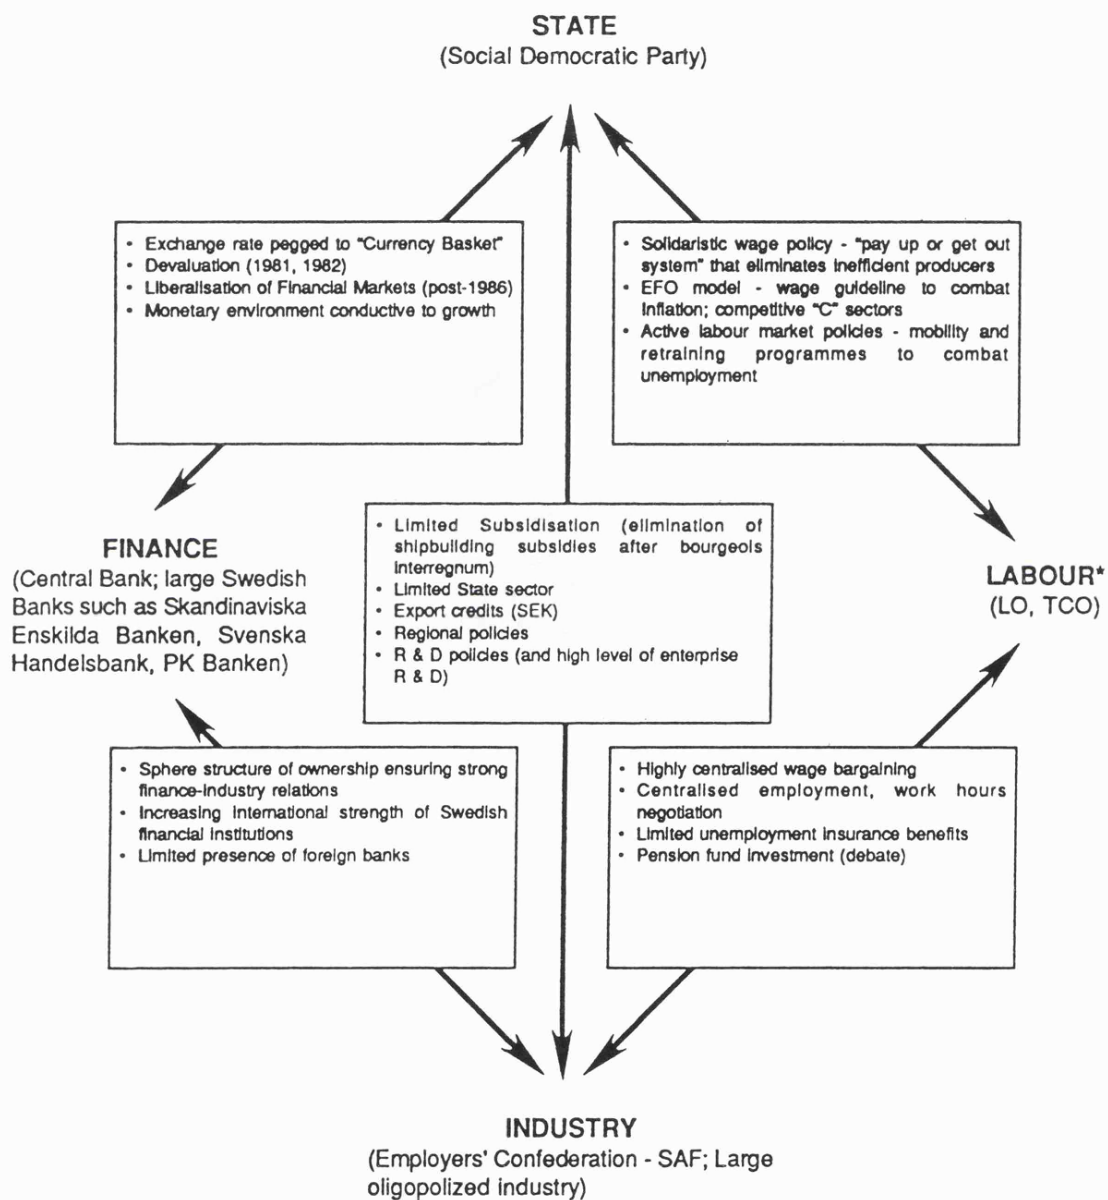 STATE
(Social Democratic Party)
• Exchange rate pegged to "Currency Basket"
• Devaluation (1981, 1982)
• Liberalisation of Financial Markets (post-1986)
• Monetary environment conductive to growth
• Solidaristic wage policy - "pay up or get out
system" that eliminates inefficient producers
• EFO model - wage guideline to combat
inflation; competitive "C" sectors
• Active labour market policies - mobility and
retraining programmes to combat
unemployment
• Limited Subsidisation (elimination of
shipbuilding subsidies after bourgeois
interregnum)
• Limited State sector
• Export credits (SEK)
• Regional policies
• R & D policies (and high level of enterprise
R & D)
FINANCE
(Central Bank; large Swedish
Banks such as Skandinaviska
Enskilda Banken, Svenska
Handelsbank, PK Banken)
LABOUR*
(LO, TCO)
• Sphere structure of ownership ensuring strong
finance-industry relations
• Increasing international strength of Swedish
financial institutions
• Limited presence of foreign banks
• Highly centralised wage bargaining
• Centralised employment, work hours
negotiation
• Limited unemployment insurance benefits
• Pension fund investment (debate)
INDUSTRY
(Employers' Confederation - SAF; Large
oligopolized industry)